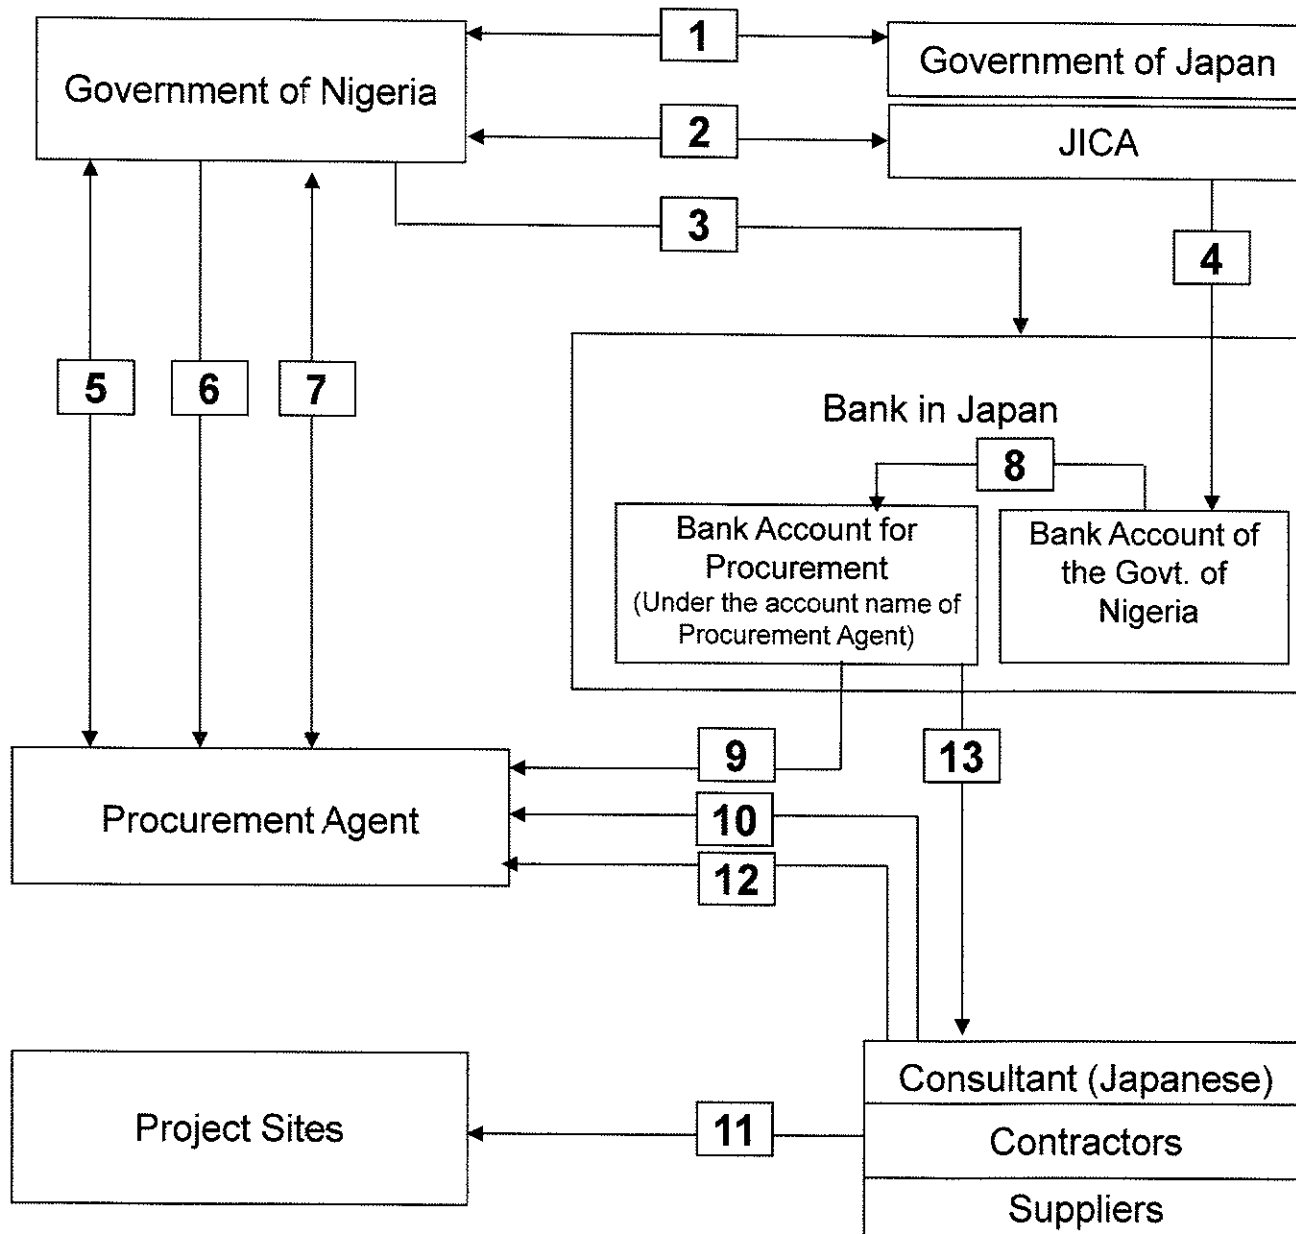 1
Government of Nigeria
Government of Japan
2
JICA
3
4
5
6
7
Bank in Japan
8
Bank Account for
Procurement
(Under the account name of
Procurement Agent)
Bank Account of
the Govt. of
Nigeria
9
13
10
Procurement Agent
12
Consultant (Japanese)
Project Sites
11
Contractors
Suppliers